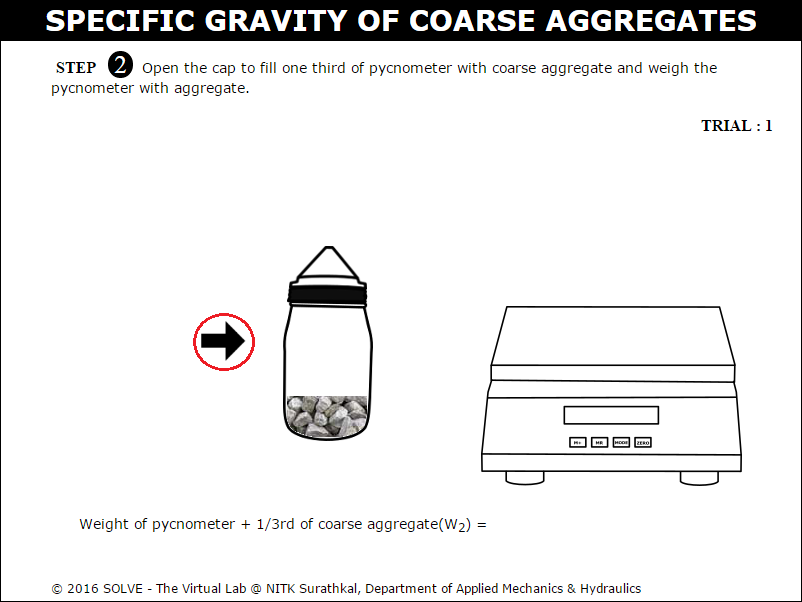 SPECIFIC GRAVITY OF COARSE AGGREGATES
STEP 2 Open the cap to fill one third of pycnometer with coarse aggregate and weigh the
pycnometer with aggregate.
TRIAL : 1
M+ MR MODE ZERO
Weight of pycnometer + 1/3rd of coarse aggregate(W2) =
© 2016 SOLVE - The Virtual Lab @ NITK Surathkal, Department of Applied Mechanics & Hydraulics